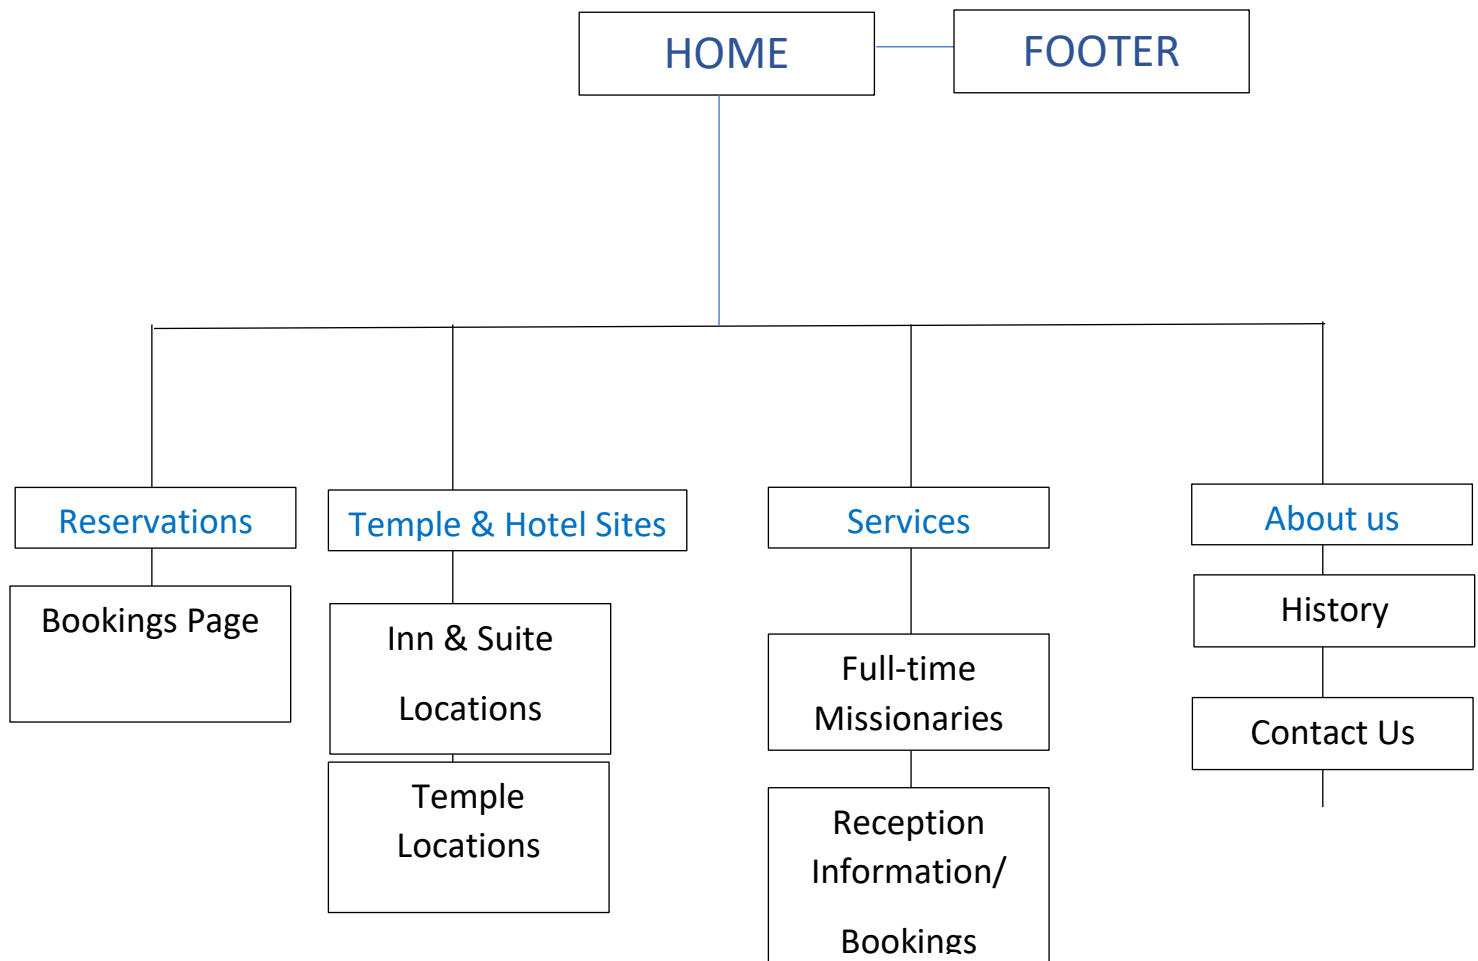 HOME
FOOTER
Reservations
Temple & Hotel Sites
Services
About us
Bookings Page
Inn & Suite
Locations
Temple
Locations
Full-time
Missionaries
Reception
Information/
Bookings
History
Contact Us